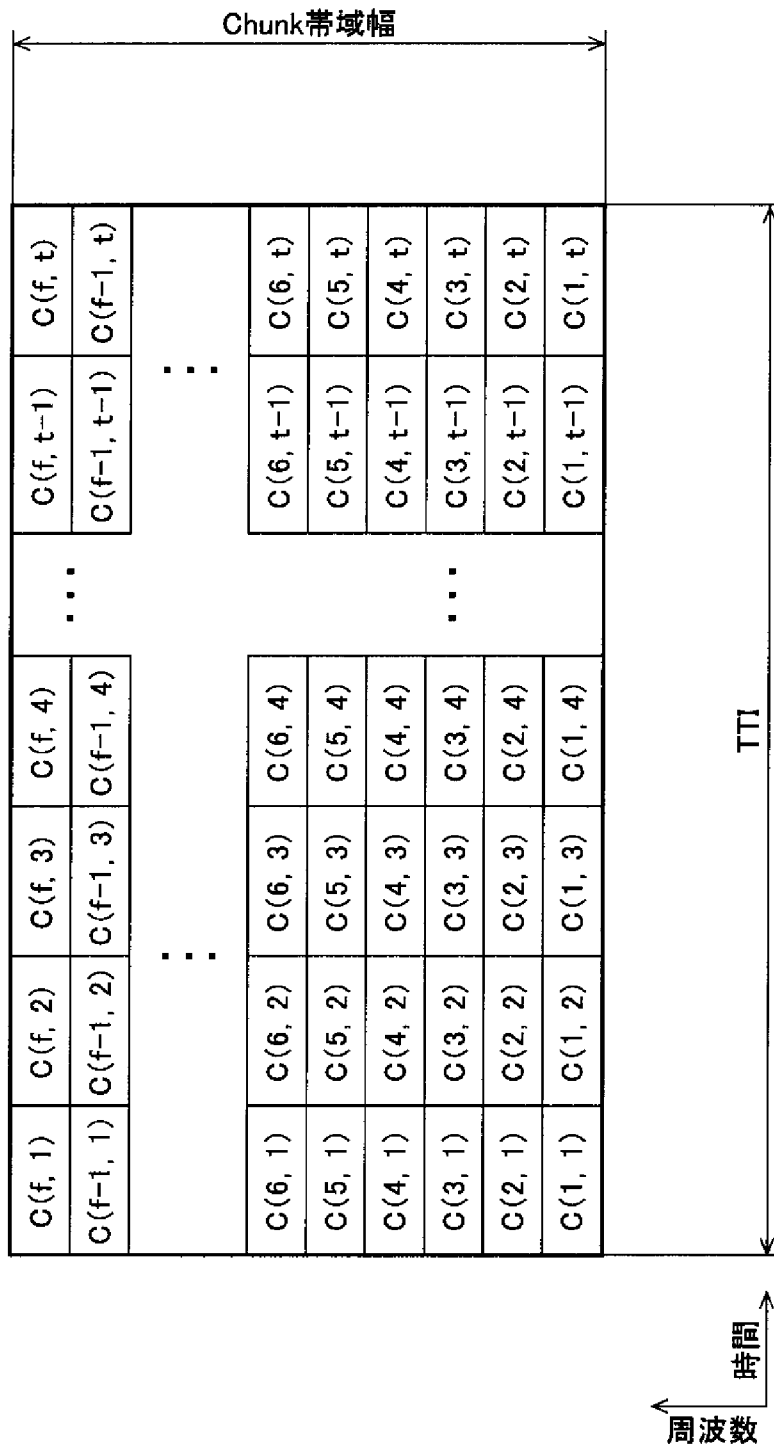 Chunk帯域幅
C(f, 1) C(f, 2) C(f, 3) C(f, 4) ... C(f, t-1) C(f, t)
C(f-1, 1) C(f-1, 2) C(f-1, 3) C(f-1, 4) C(f-1, t-1) C(f-1, t)
... ...
C(6, 1) C(6, 2) C(6, 3) C(6, 4) C(6, t-1) C(6, t)
C(5, 1) C(5, 2) C(5, 3) C(5, 4) C(5, t-1) C(5, t)
C(4, 1) C(4, 2) C(4, 3) C(4, 4) ... C(4, t-1) C(4, t)
C(3, 1) C(3, 2) C(3, 3) C(3, 4) C(3, t-1) C(3, t)
C(2, 1) C(2, 2) C(2, 3) C(2, 4) C(2, t-1) C(2, t)
C(1, 1) C(1, 2) C(1, 3) C(1, 4) C(1, t-1) C(1, t)
TTI
時間
周波数